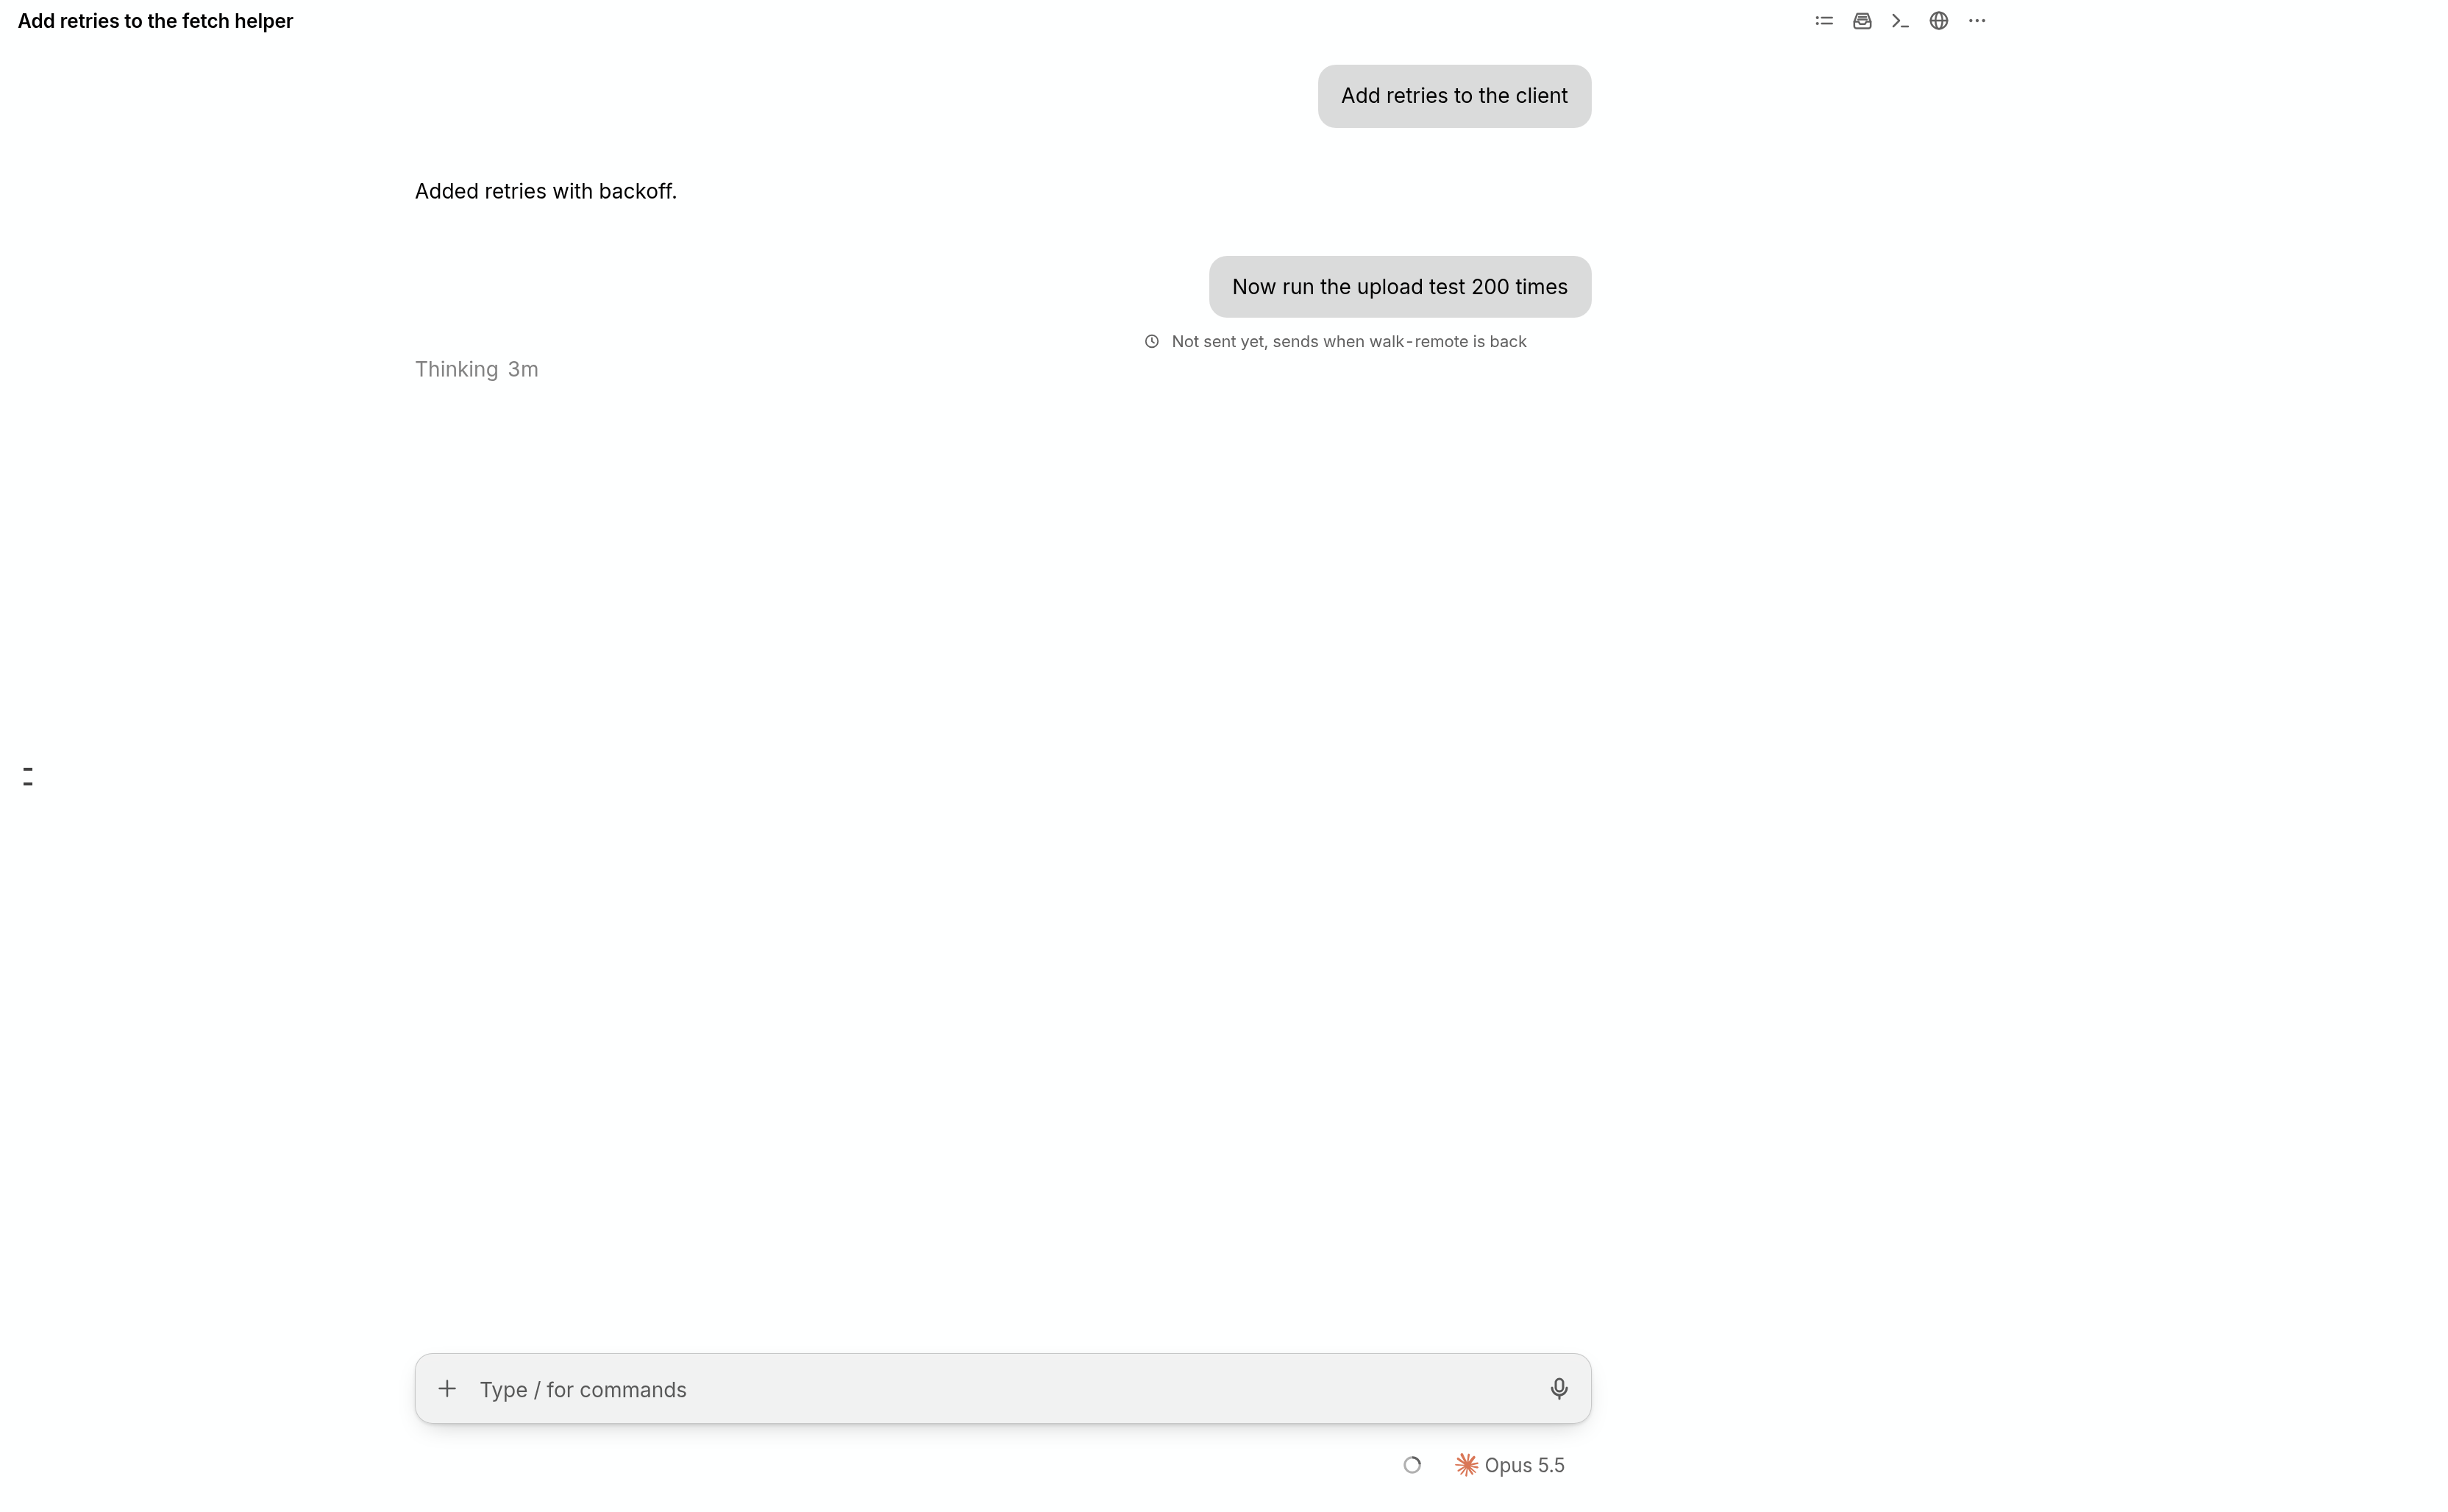 Add retries to the fetch helper
Add retries to the client
Added retries with backoff.
Now run the upload test 200 times
Not sent yet, sends when walk-remote is back
Thinking 3m
Type / for commands
Opus 5.5